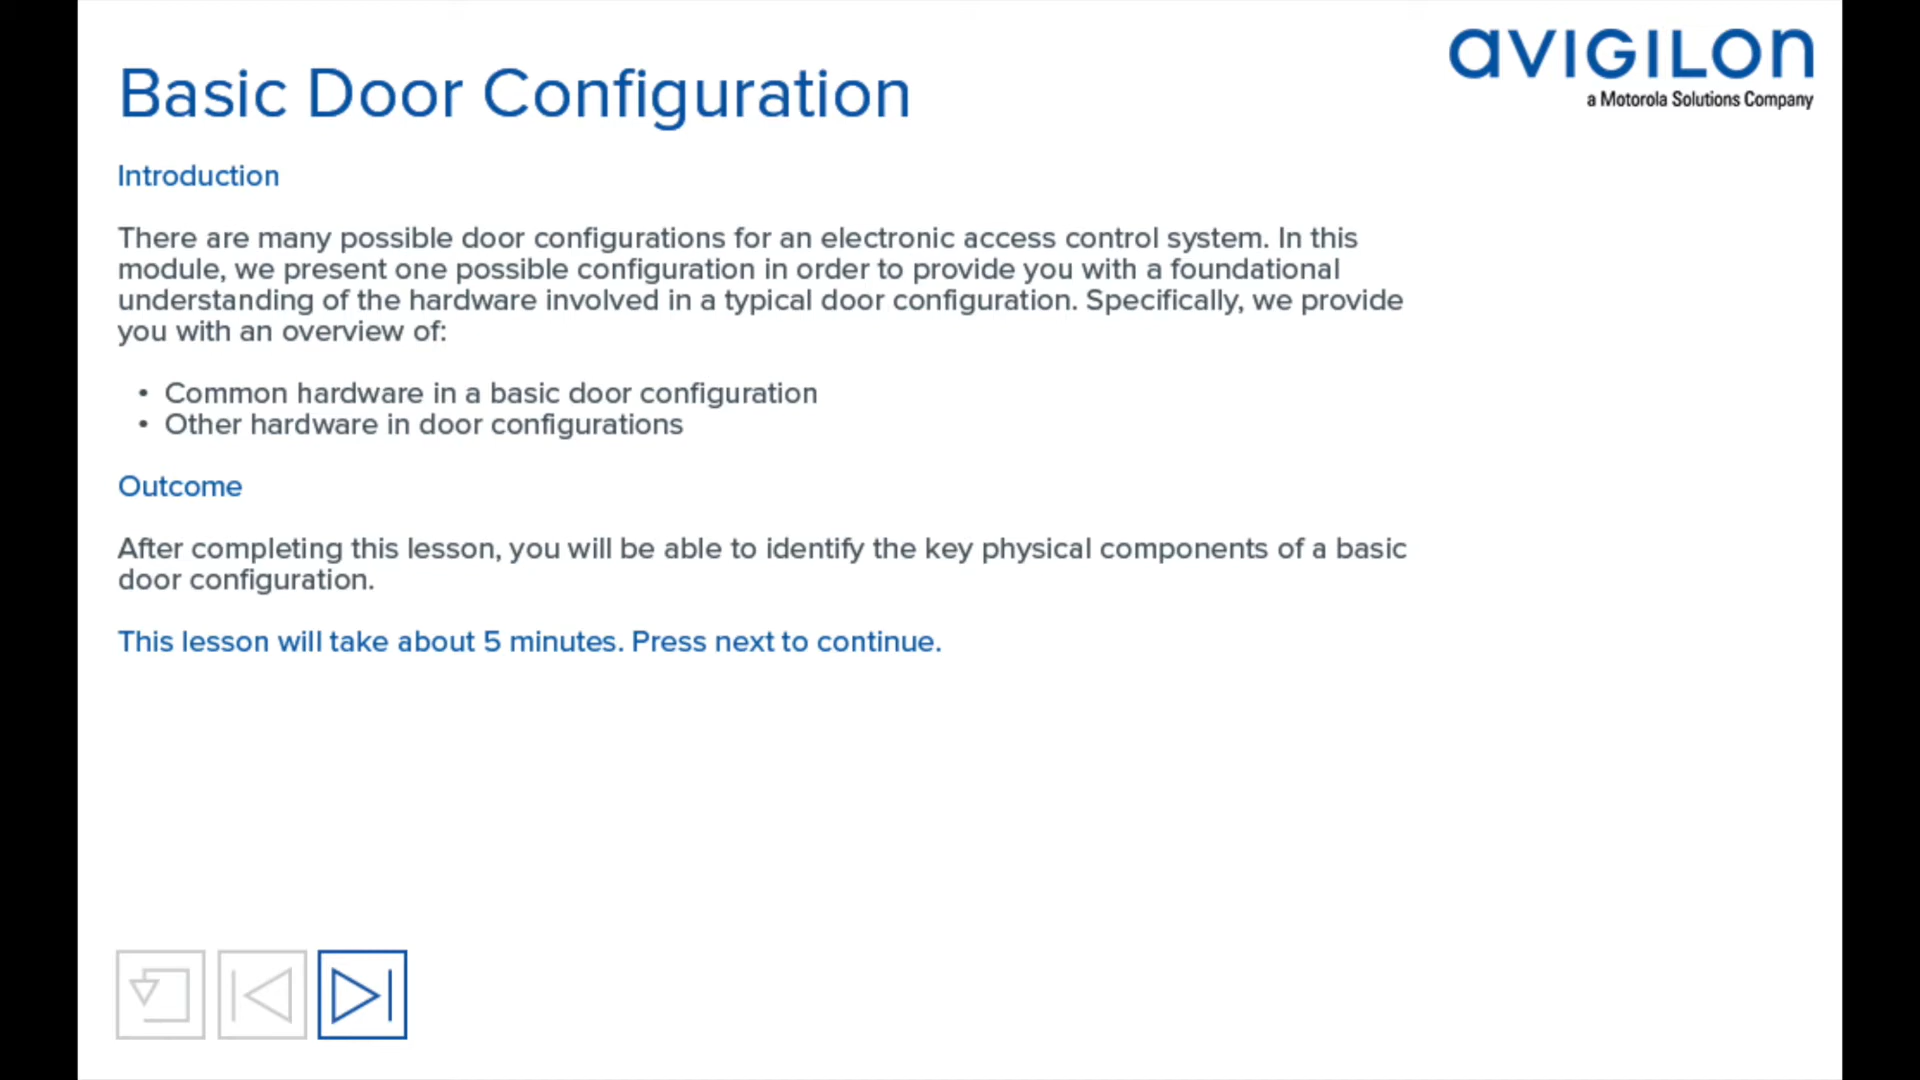 avigilon
a Motorola Solutions Company
Basic Door Configuration
Introduction
There are many possible door configurations for an electronic access control system. In this
module, we present one possible configuration in order to provide you with a foundational
understanding of the hardware involved in a typical door configuration. Specifically, we provide
you with an overview of:
• Common hardware in a basic door configuration
• Other hardware in door configurations
Outcome
After completing this lesson, you will be able to identify the key physical components of a basic
door configuration.
This lesson will take about 5 minutes. Press next to continue.